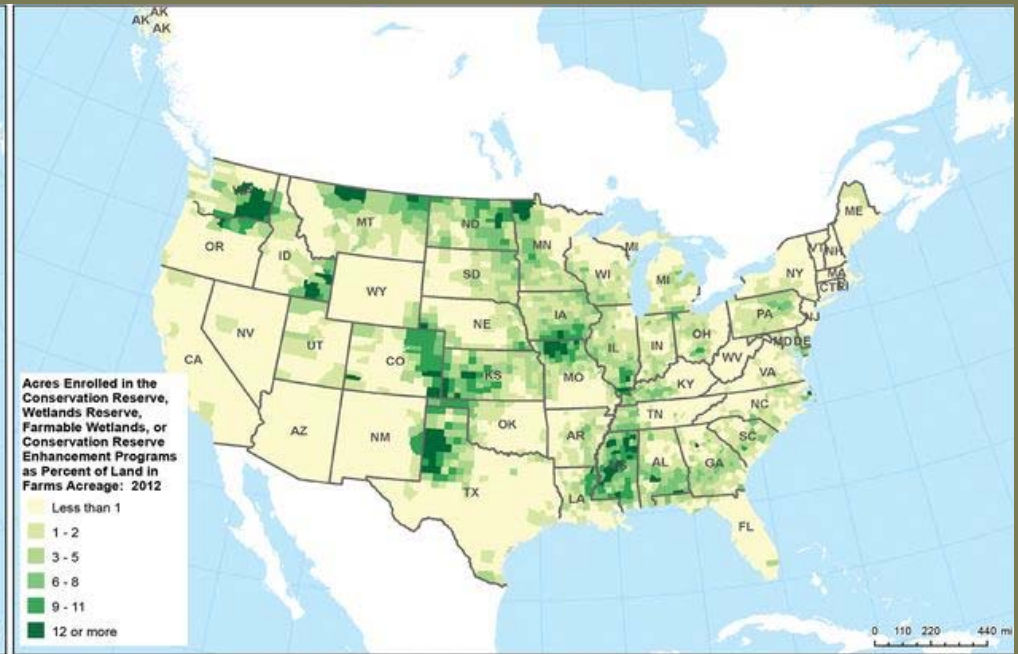 AK
AK
AK
WA
MT
ND
MN
OR
ID
SD
WI
MI
MI
ME
VT
NH
NY
MA
CT
RI
WY
NE
IA
PA
NJ
NV
UT
CO
KS
MO
IL
IN
OH
WV
MD
DE
VA
CA
KY
NC
TN
AZ
NM
OK
AR
SC
MS
AL
GA
TX
LA
FL
Acres Enrolled in the
Conservation Reserve,
Wetlands Reserve,
Farmable Wetlands, or
Conservation Reserve
Enhancement Programs
as Percent of Land in
Farms Acreage: 2012
Less than 1
1 - 2
3 - 5
6 - 8
9 - 11
12 or more
0 110 220 440 mi